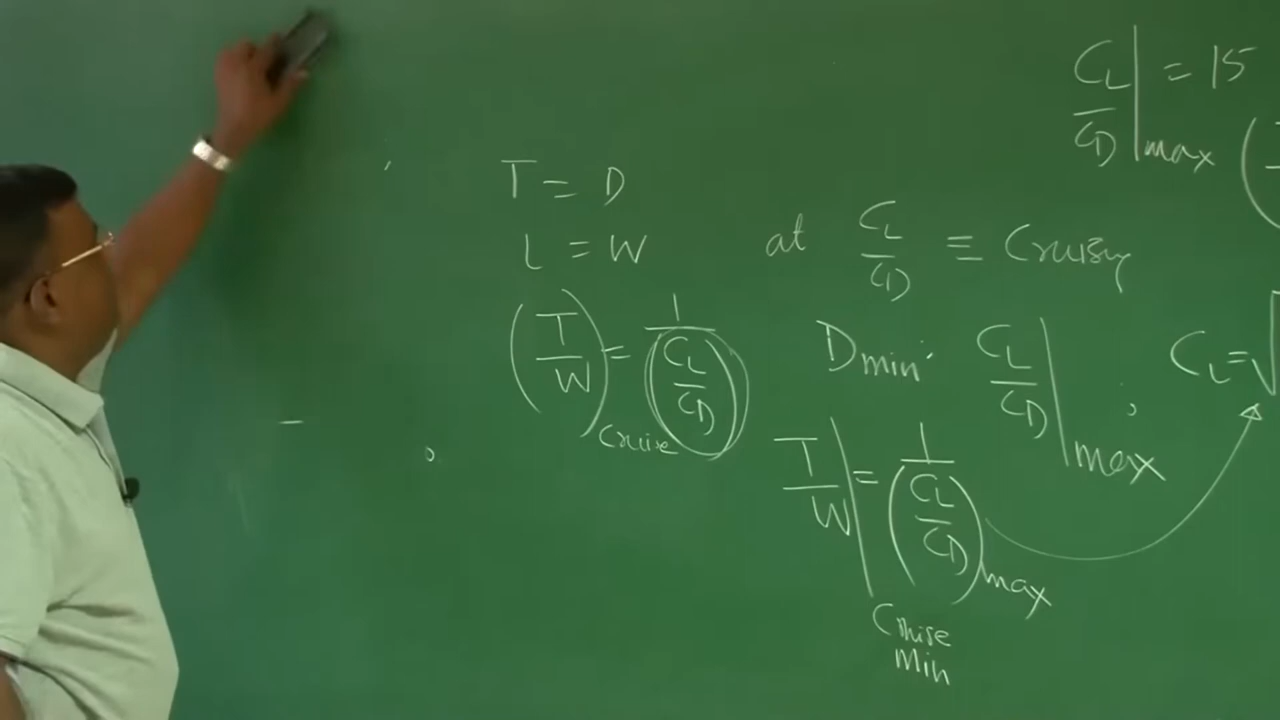 T = D
L = W
(T/W)cruise = 1/(CL/CD)
at CL/CD ≡ Cruising
Dmin CL/CD|max ;
T/W|Cruise Min = 1/(CL/CD)max
CL/CD|max = 15
CL = √